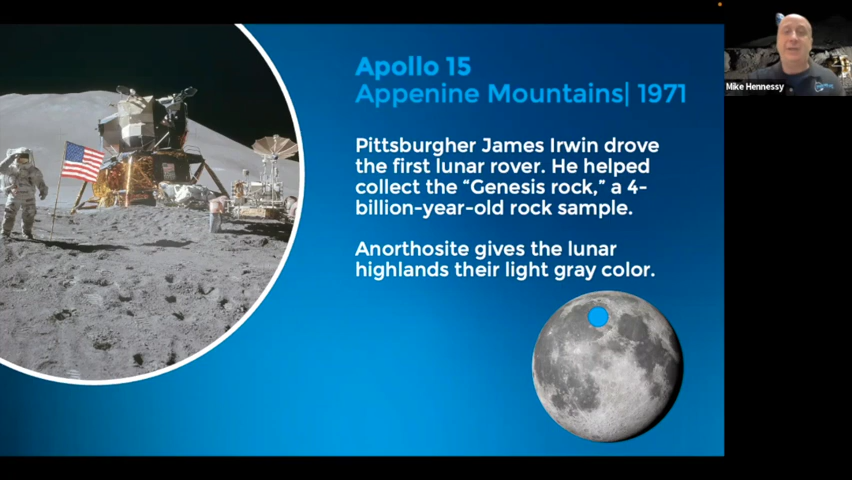 Apollo 15
Appenine Mountains| 1971
Pittsburgher James Irwin drove
the first lunar rover. He helped
collect the “Genesis rock,” a 4-
billion-year-old rock sample.
Anorthosite gives the lunar
highlands their light gray color.
Mike Hennessy